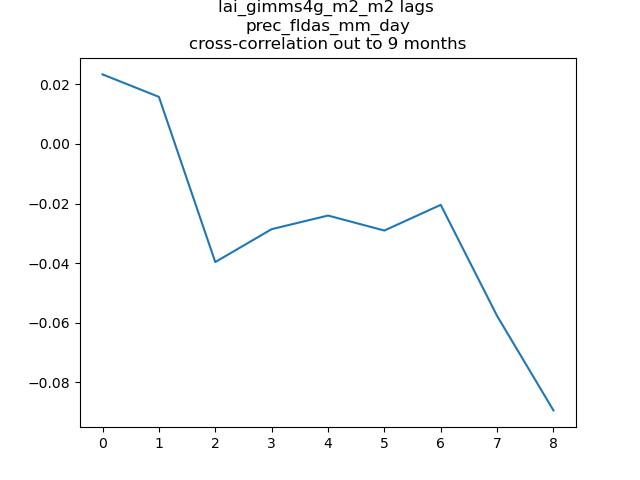 lai_gimms4g_m2_m2 lags
prec_fldas_mm_day
cross-correlation out to 9 months
0.02
0.00
−0.02
−0.04
−0.06
−0.08
0 1 2 3 4 5 6 7 8